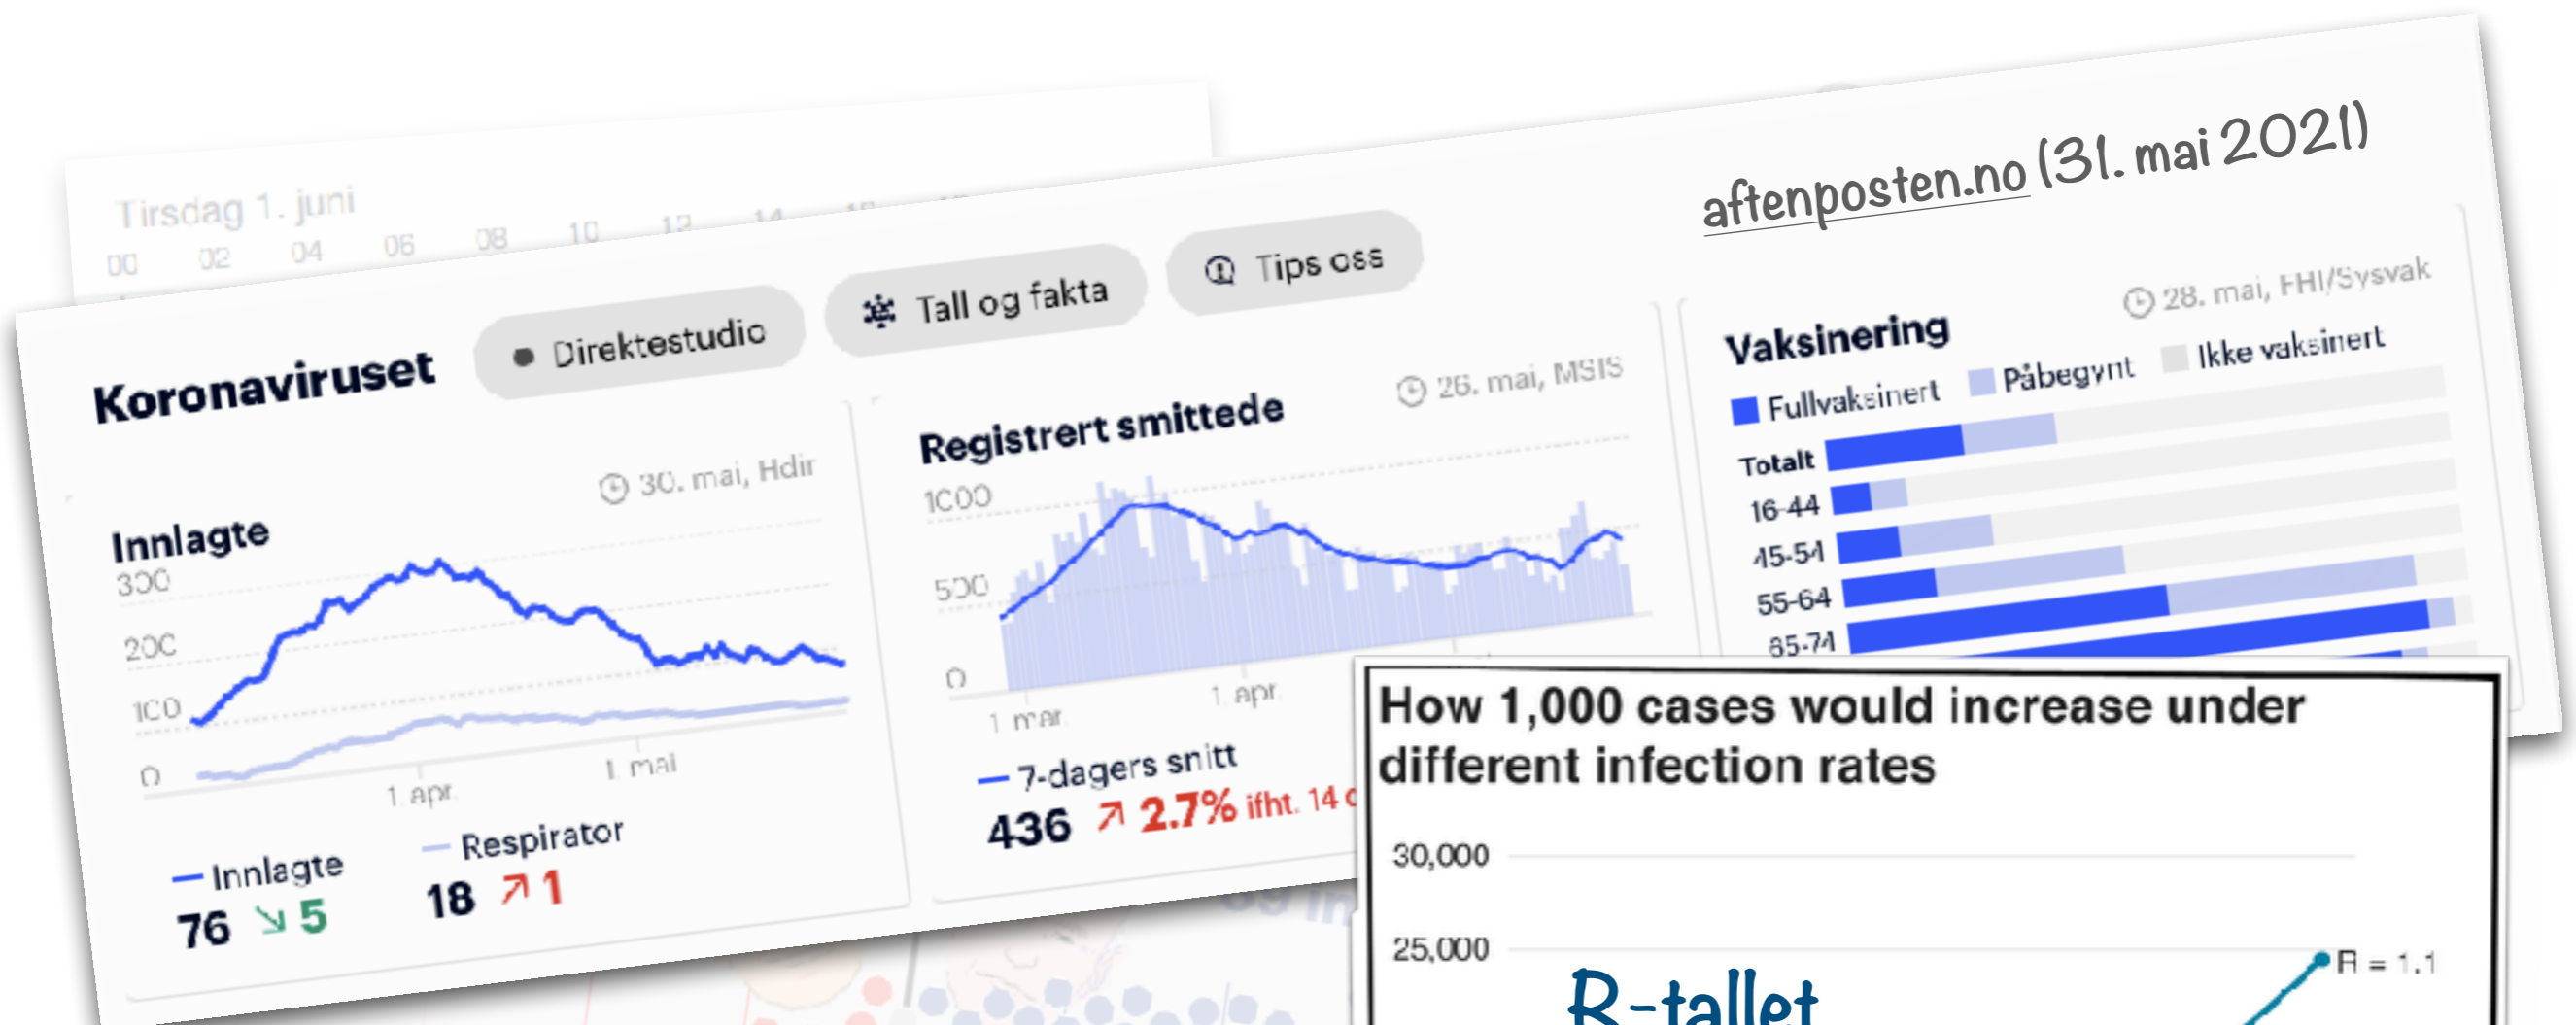 Tirsdag 1. juni
00 02 04 06 08 10 12 14
aftenposten.no (31. mai 2021)
Koronaviruset
Direktestudio
Tall og fakta
Tips oss
Innlagte
30. mai, Hdir
300
200
100
0
1. apr.
1. mai
Innlagte
76 ↘ 5
Respirator
18 ↗ 1
Registrert smittede
26. mai, MSIS
1000
500
0
1. mar.
1. apr.
7-dagers snitt
436 ↗ 2.7% ifht. 14
Vaksinering
28. mai, FHI/Sysvak
Fullvaksinert Påbegynt Ikke vaksinert
Totalt
16-44
45-54
55-64
65-74
How 1,000 cases would increase under
different infection rates
30,000
25,000
R = 1.1
R-tallet